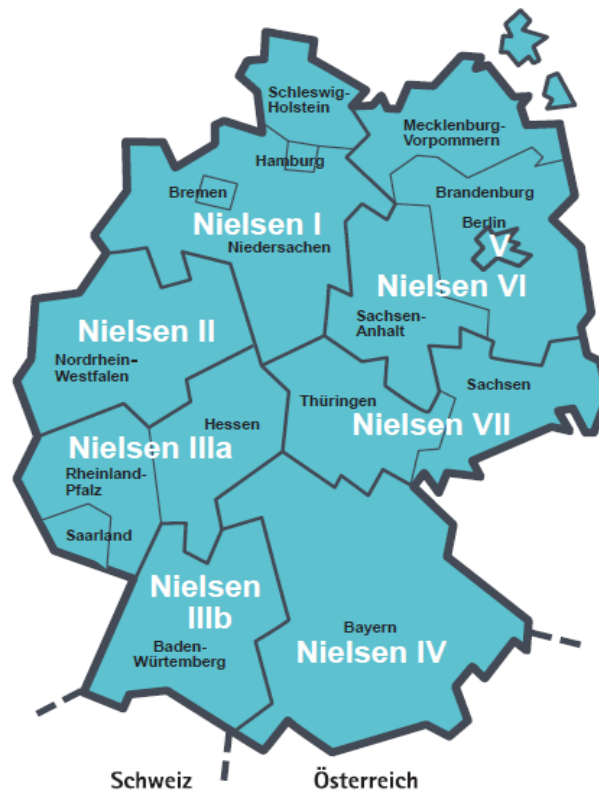 Schleswig-
Holstein
Mecklenburg-
Vorpommern
Hamburg
Bremen
Brandenburg
Nielsen I
Berlin
V
Niedersachen
Nielsen VI
Nielsen II
Sachsen-
Anhalt
Nordrhein-
Westfalen
Sachsen
Thüringen
Hessen
Nielsen VII
Nielsen IIIa
Rheinland-
Pfalz
Saarland
Nielsen
IIIb
Baden-
Würtemberg
Bayern
Nielsen IV
Schweiz
Österreich